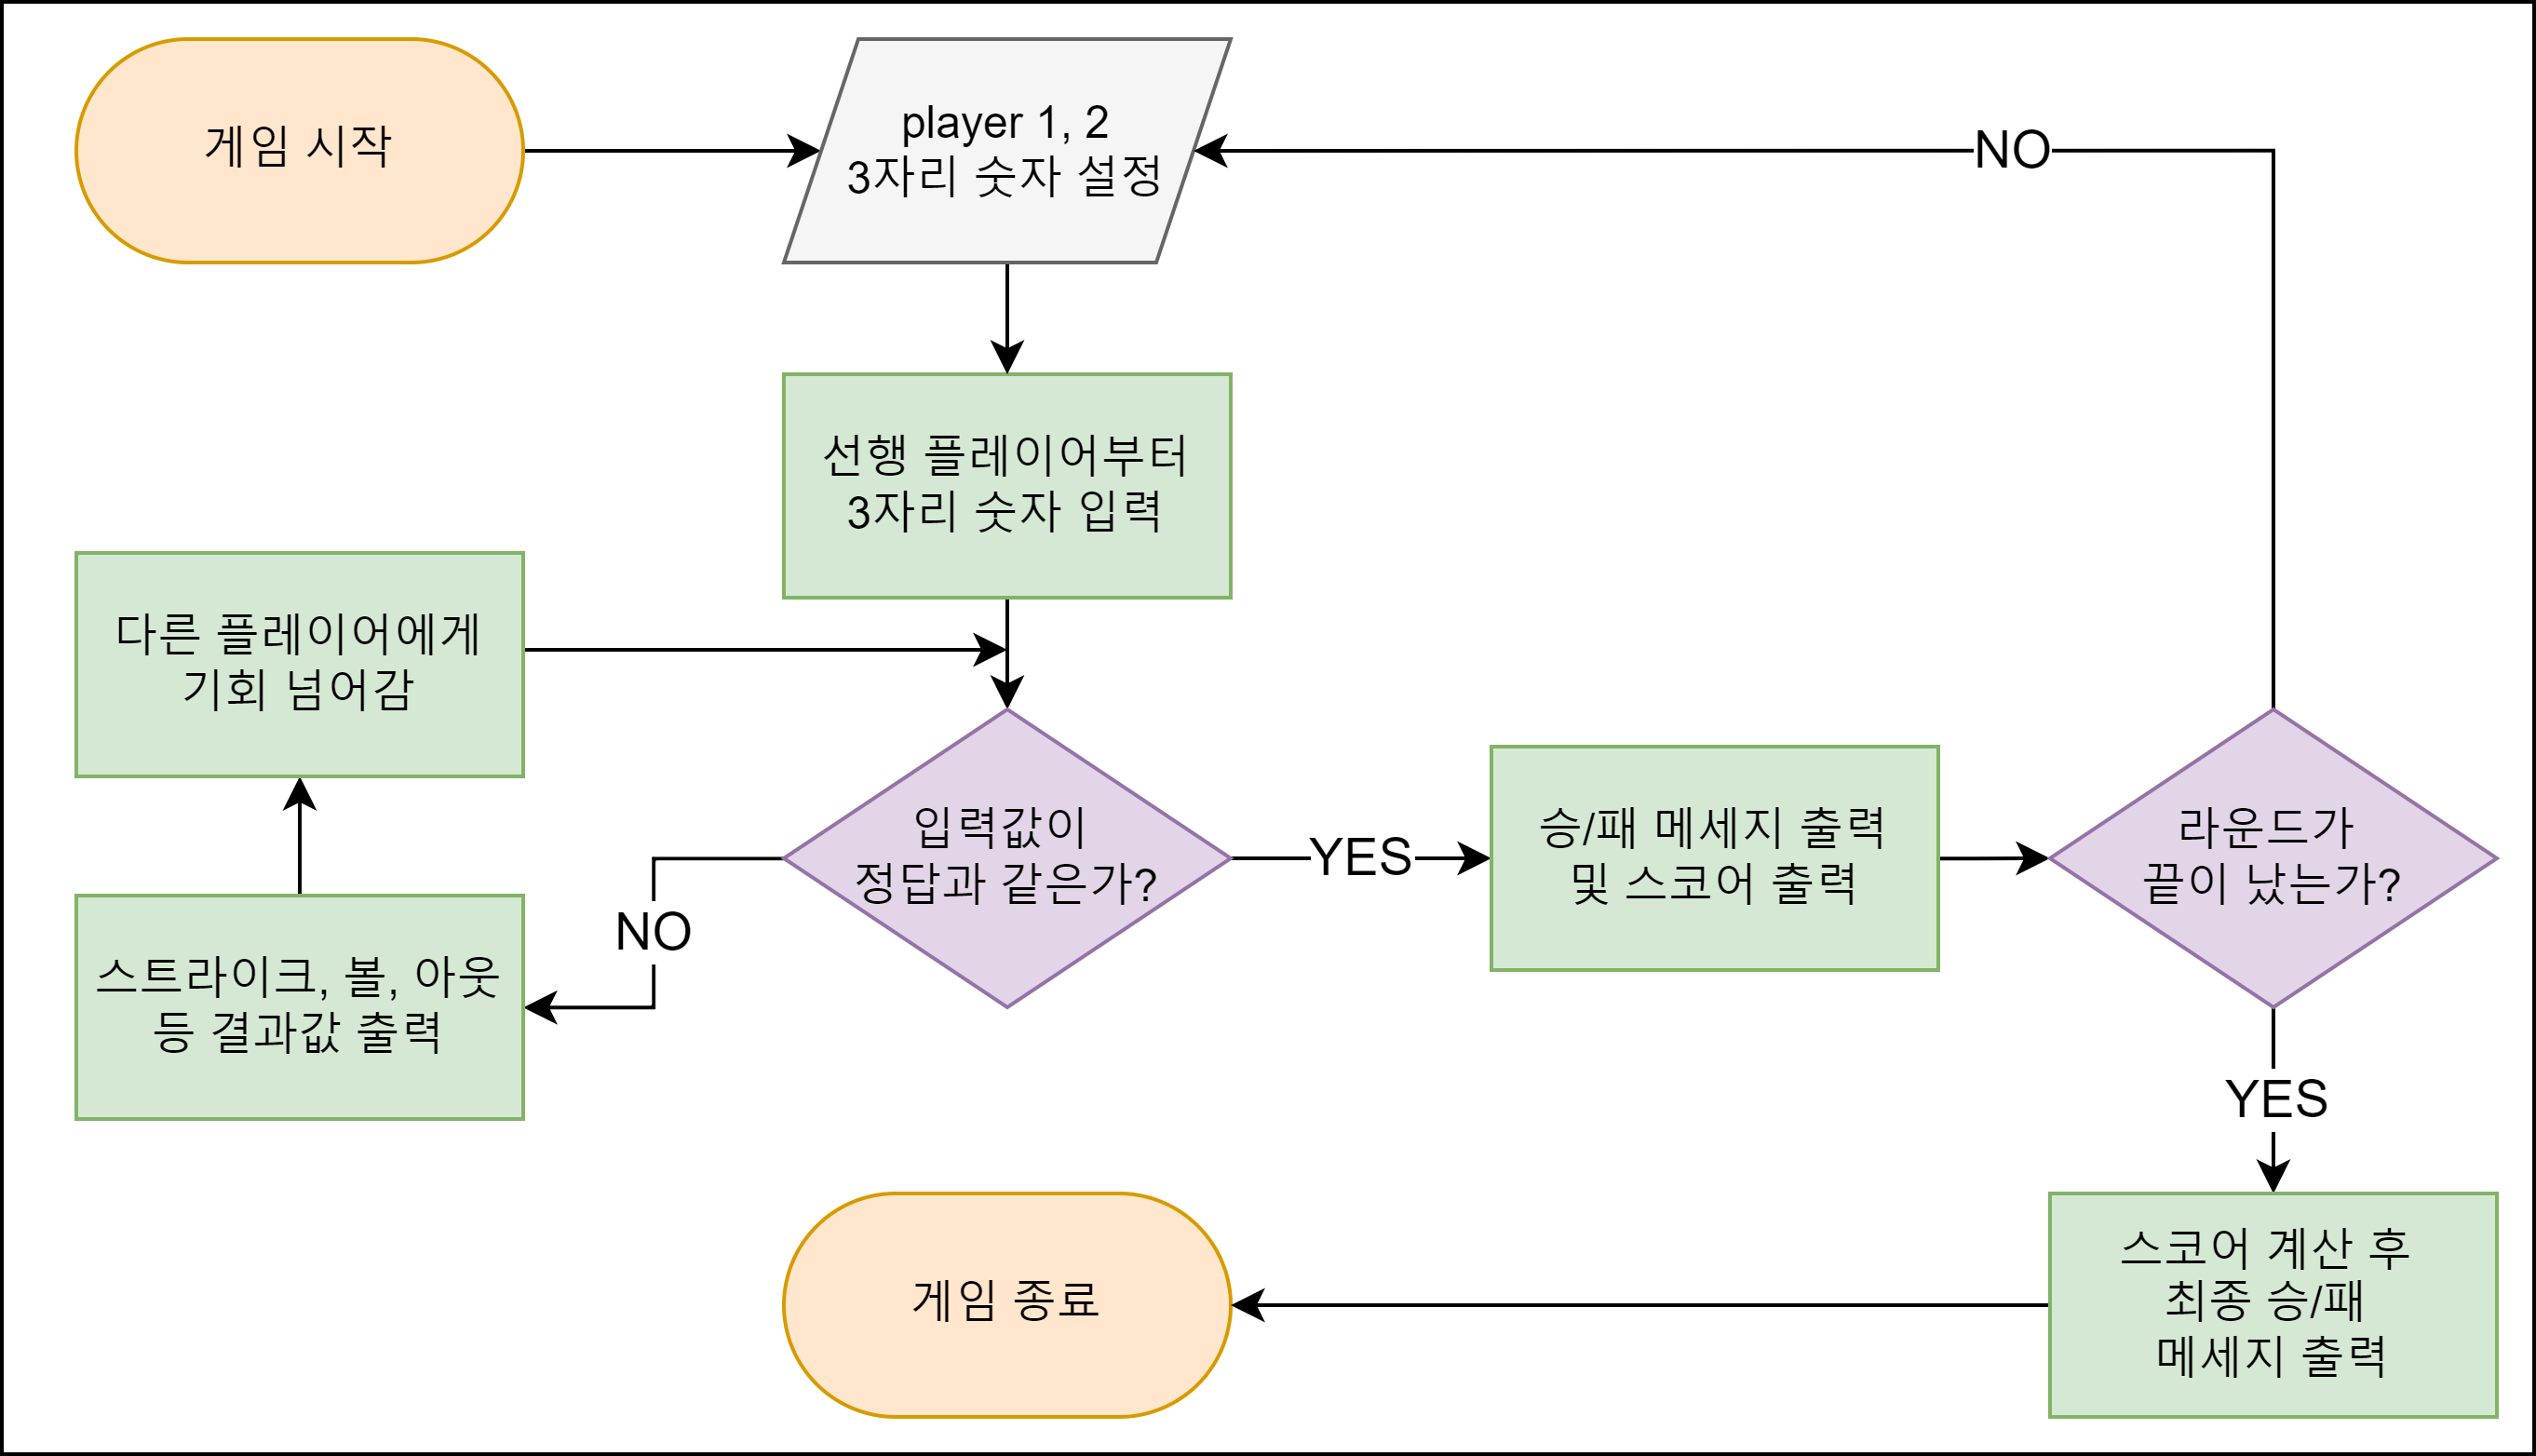 게임 시작
player 1, 2
3자리 숫자 설정
NO
선행 플레이어부터
3자리 숫자 입력
다른 플레이어에게
기회 넘어감
입력값이
정답과 같은가?
YES
승/패 메세지 출력
및 스코어 출력
라운드가
끝이 났는가?
NO
스트라이크, 볼, 아웃
등 결과값 출력
YES
스코어 계산 후
최종 승/패
메세지 출력
게임 종료